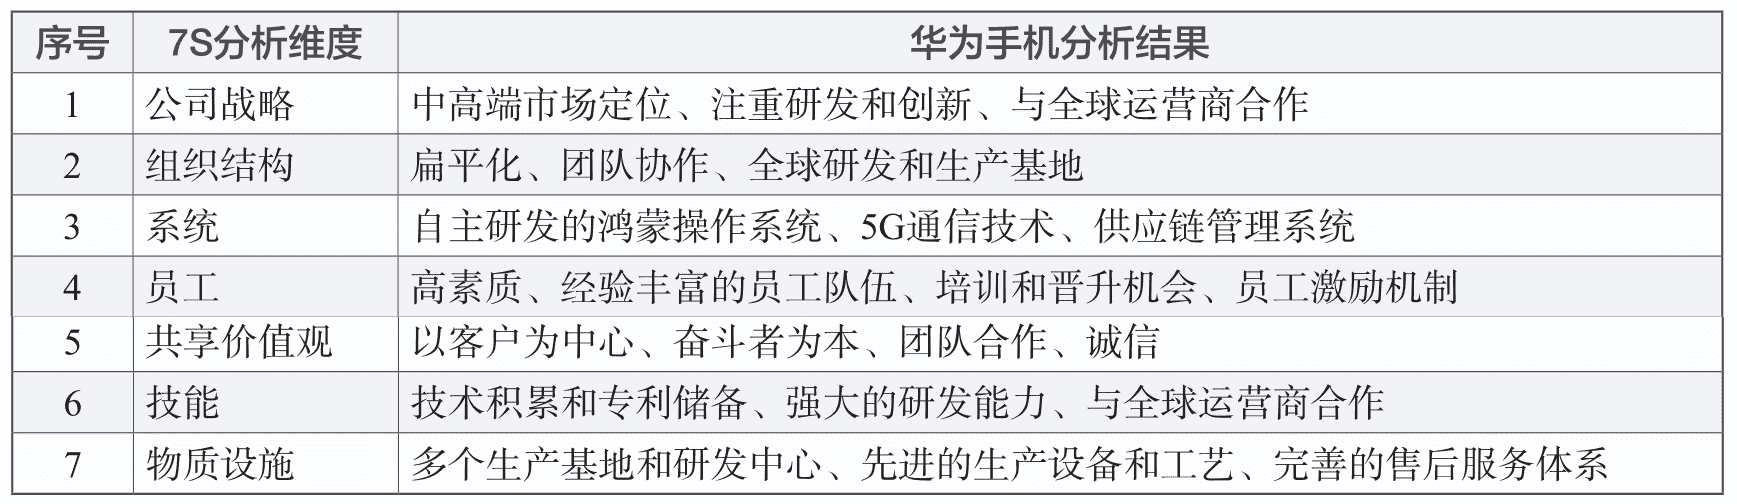 序号 7S分析维度 华为手机分析结果
1 公司战略 中高端市场定位、注重研发和创新、与全球运营商合作
2 组织结构 扁平化、团队协作、全球研发和生产基地
3 系统 自主研发的鸿蒙操作系统、5G通信技术、供应链管理系统
4 员工 高素质、经验丰富的员工队伍、培训和晋升机会、员工激励机制
5 共享价值观 以客户为中心、奋斗者为本、团队合作、诚信
6 技能 技术积累和专利储备、强大的研发能力、与全球运营商合作
7 物质设施 多个生产基地和研发中心、先进的生产设备和工艺、完善的售后服务体系